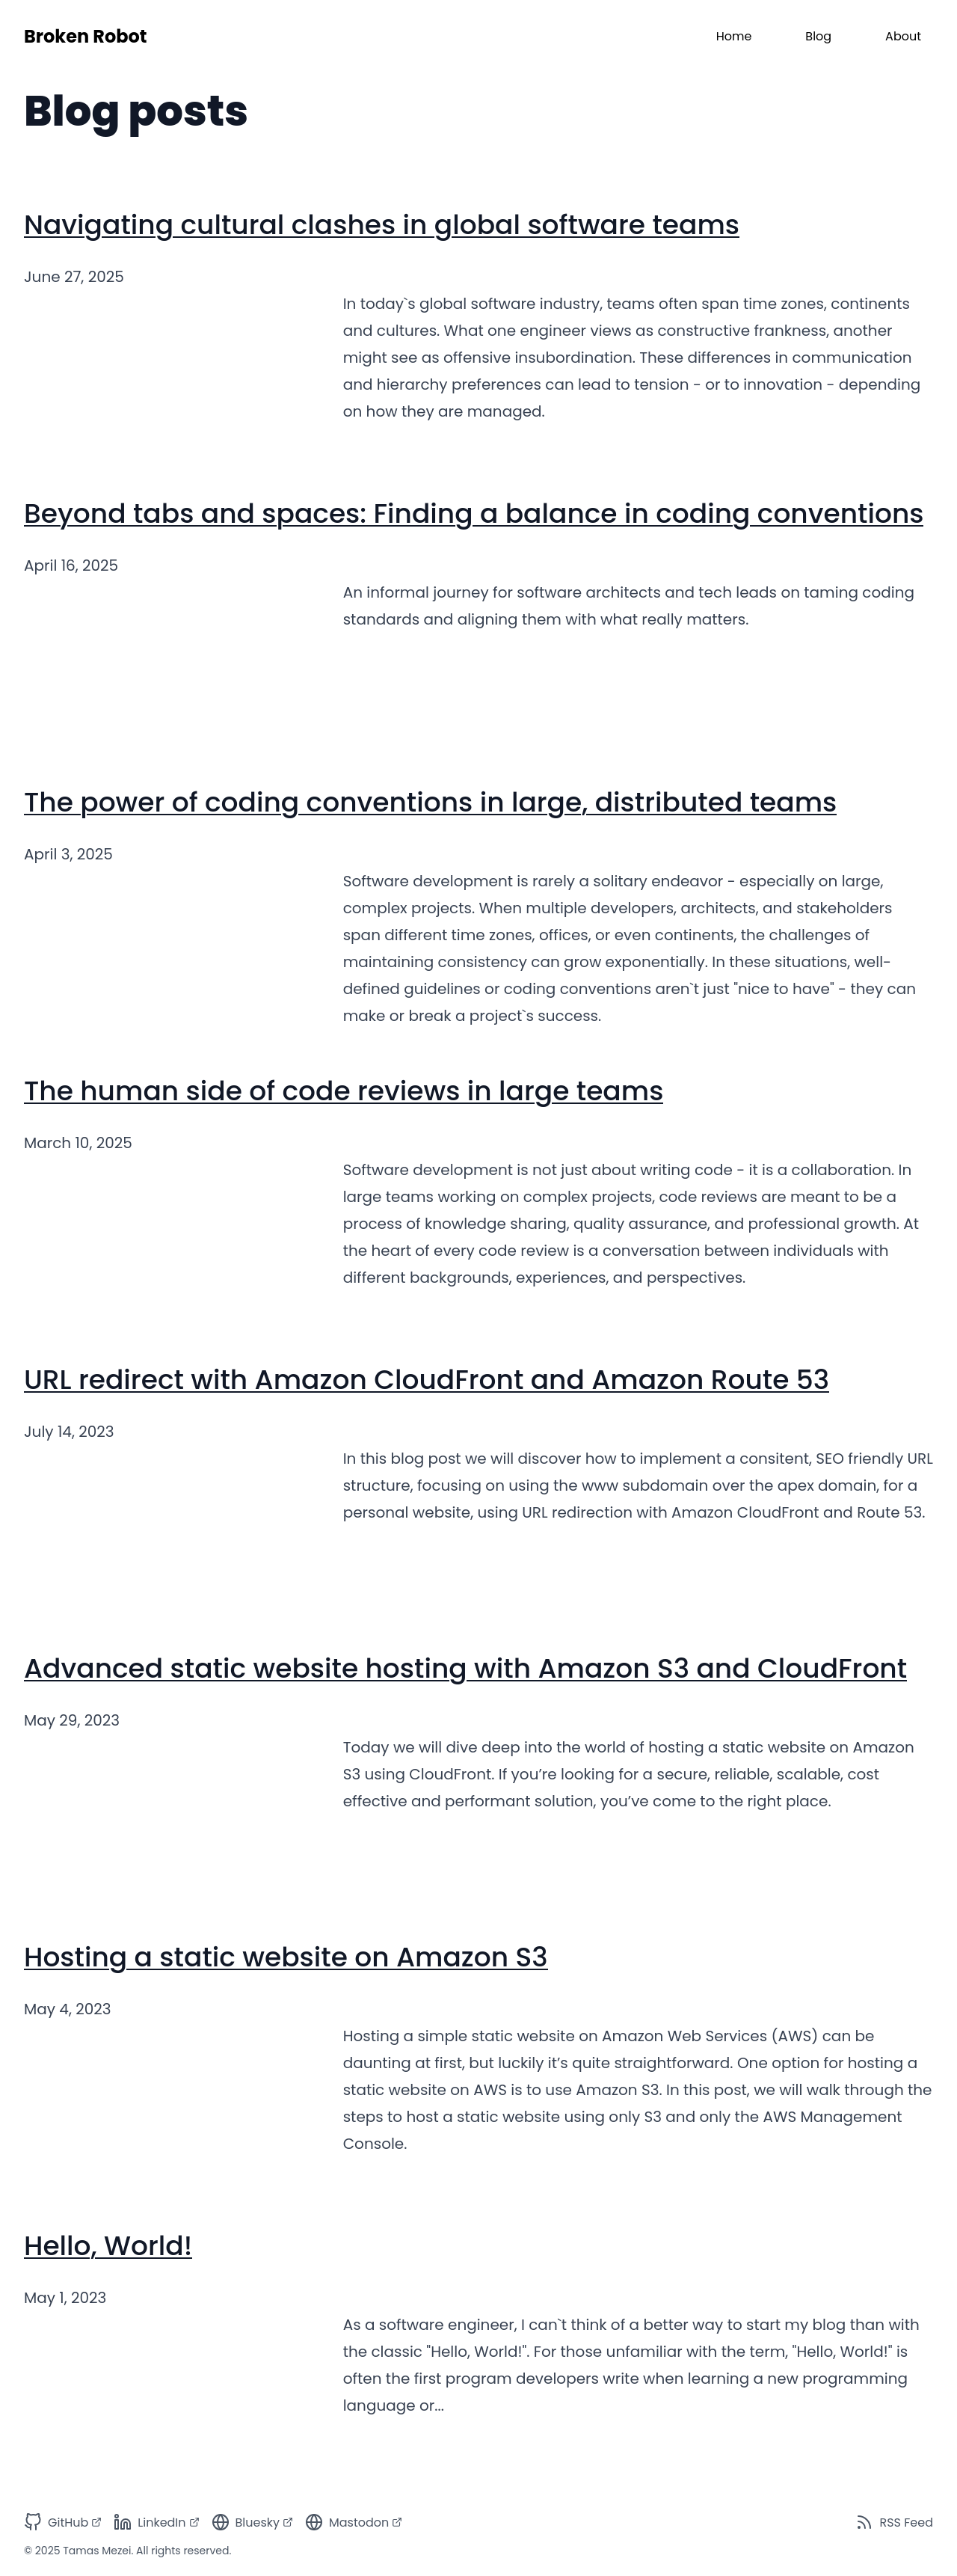 Broken Robot
Home
Blog
About
Blog posts
Navigating cultural clashes in global software teams
June 27, 2025
In today`s global software industry, teams often span time zones, continents
and cultures. What one engineer views as constructive frankness, another
might see as offensive insubordination. These differences in communication
and hierarchy preferences can lead to tension - or to innovation - depending
on how they are managed.
Beyond tabs and spaces: Finding a balance in coding conventions
April 16, 2025
An informal journey for software architects and tech leads on taming coding
standards and aligning them with what really matters.
The power of coding conventions in large, distributed teams
April 3, 2025
Software development is rarely a solitary endeavor - especially on large,
complex projects. When multiple developers, architects, and stakeholders
span different time zones, offices, or even continents, the challenges of
maintaining consistency can grow exponentially. In these situations, well-
defined guidelines or coding conventions aren`t just "nice to have" - they can
make or break a project`s success.
The human side of code reviews in large teams
March 10, 2025
Software development is not just about writing code - it is a collaboration. In
large teams working on complex projects, code reviews are meant to be a
process of knowledge sharing, quality assurance, and professional growth. At
the heart of every code review is a conversation between individuals with
different backgrounds, experiences, and perspectives.
URL redirect with Amazon CloudFront and Amazon Route 53
July 14, 2023
In this blog post we will discover how to implement a consitent, SEO friendly URL
structure, focusing on using the www subdomain over the apex domain, for a
personal website, using URL redirection with Amazon CloudFront and Route 53.
Advanced static website hosting with Amazon S3 and CloudFront
May 29, 2023
Today we will dive deep into the world of hosting a static website on Amazon
S3 using CloudFront. If you’re looking for a secure, reliable, scalable, cost
effective and performant solution, you’ve come to the right place.
Hosting a static website on Amazon S3
May 4, 2023
Hosting a simple static website on Amazon Web Services (AWS) can be
daunting at first, but luckily it’s quite straightforward. One option for hosting a
static website on AWS is to use Amazon S3. In this post, we will walk through the
steps to host a static website using only S3 and only the AWS Management
Console.
Hello, World!
May 1, 2023
As a software engineer, I can`t think of a better way to start my blog than with
the classic "Hello, World!". For those unfamiliar with the term, "Hello, World!" is
often the first program developers write when learning a new programming
language or...
GitHub
LinkedIn
Bluesky
Mastodon
RSS Feed
© 2025 Tamas Mezei. All rights reserved.